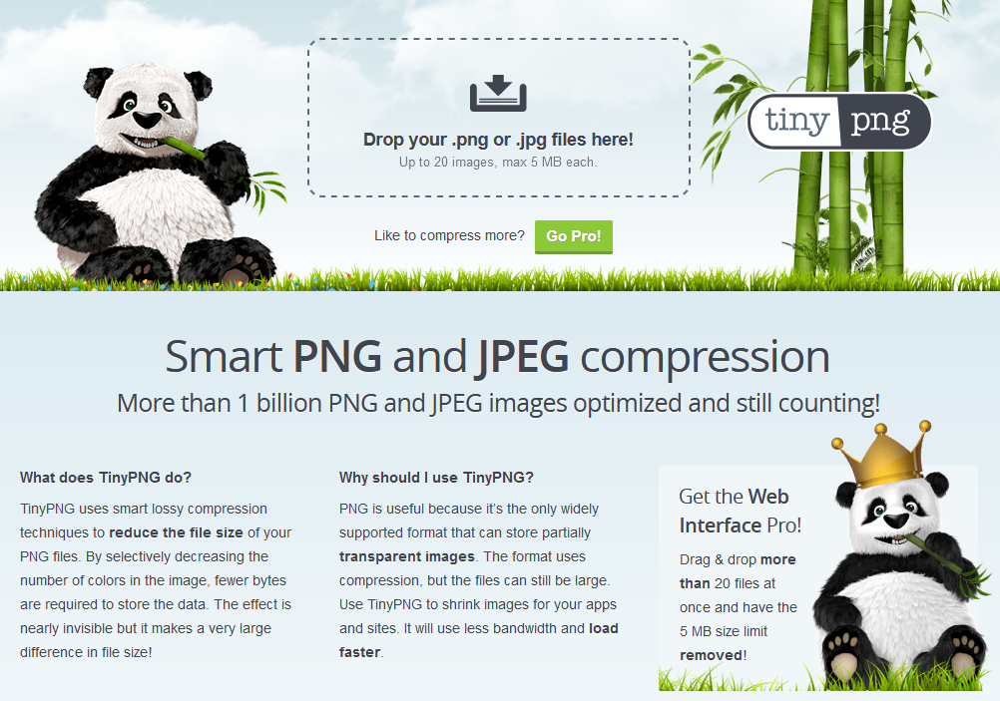 Drop your .png or .jpg files here!
Up to 20 images, max 5 MB each.
tiny png
Like to compress more? Go Pro!
Smart PNG and JPEG compression
More than 1 billion PNG and JPEG images optimized and still counting!
What does TinyPNG do?
TinyPNG uses smart lossy compression
techniques to reduce the file size of your
PNG files. By selectively decreasing the
number of colors in the image, fewer bytes
are required to store the data. The effect is
nearly invisible but it makes a very large
difference in file size!
Why should I use TinyPNG?
PNG is useful because it's the only widely
supported format that can store partially
transparent images. The format uses
compression, but the files can still be large.
Use TinyPNG to shrink images for your apps
and sites. It will use less bandwidth and load
faster.
Get the Web
Interface Pro!
Drag & drop more
than 20 files at
once and have the
5 MB size limit
removed!